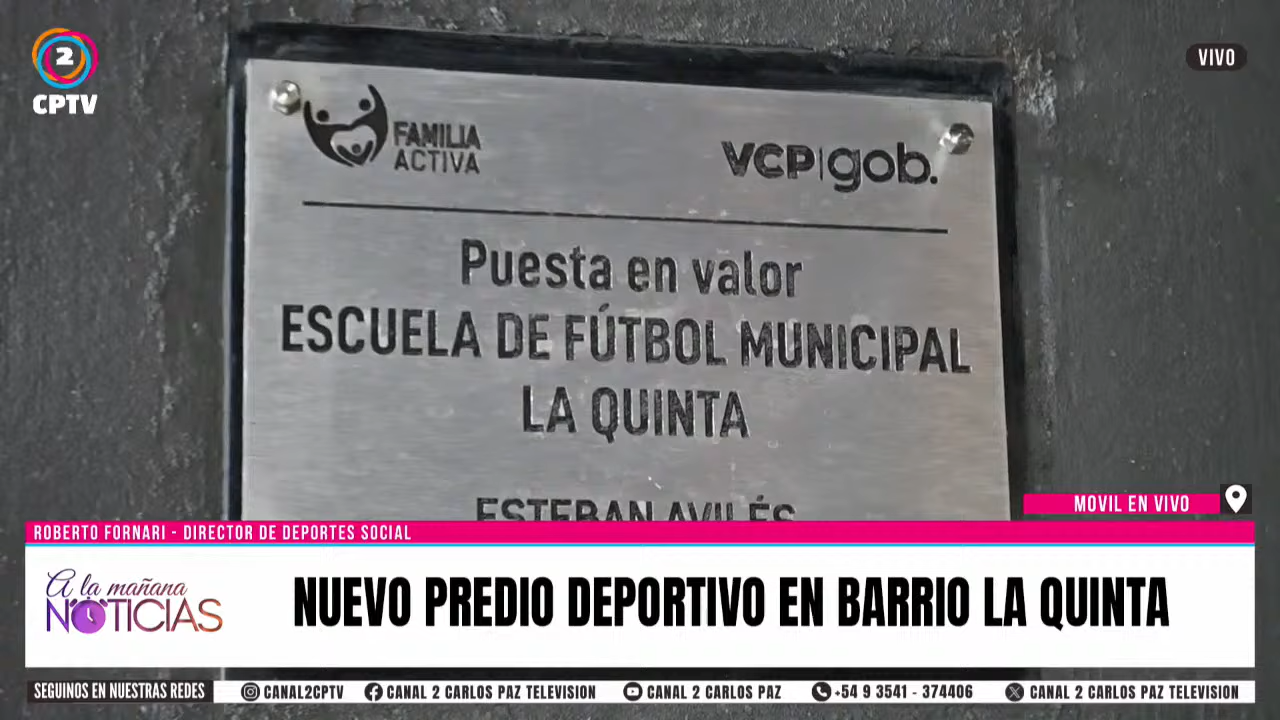 2
CPTV
VIVO
FAMILIA
ACTIVA
VCP|gob.
Puesta en valor
ESCUELA DE FÚTBOL MUNICIPAL
LA QUINTA
ESTEBAN AVILÉS
MOVIL EN VIVO
ROBERTO FORNARI - DIRECTOR DE DEPORTES SOCIAL
A la mañana
NOTICIAS
NUEVO PREDIO DEPORTIVO EN BARRIO LA QUINTA
SEGUINOS EN NUESTRAS REDES
CANAL2CPTV
CANAL 2 CARLOS PAZ TELEVISION
CANAL 2 CARLOS PAZ
+54 9 3541 - 374406
CANAL 2 CARLOS PAZ TELEVISION